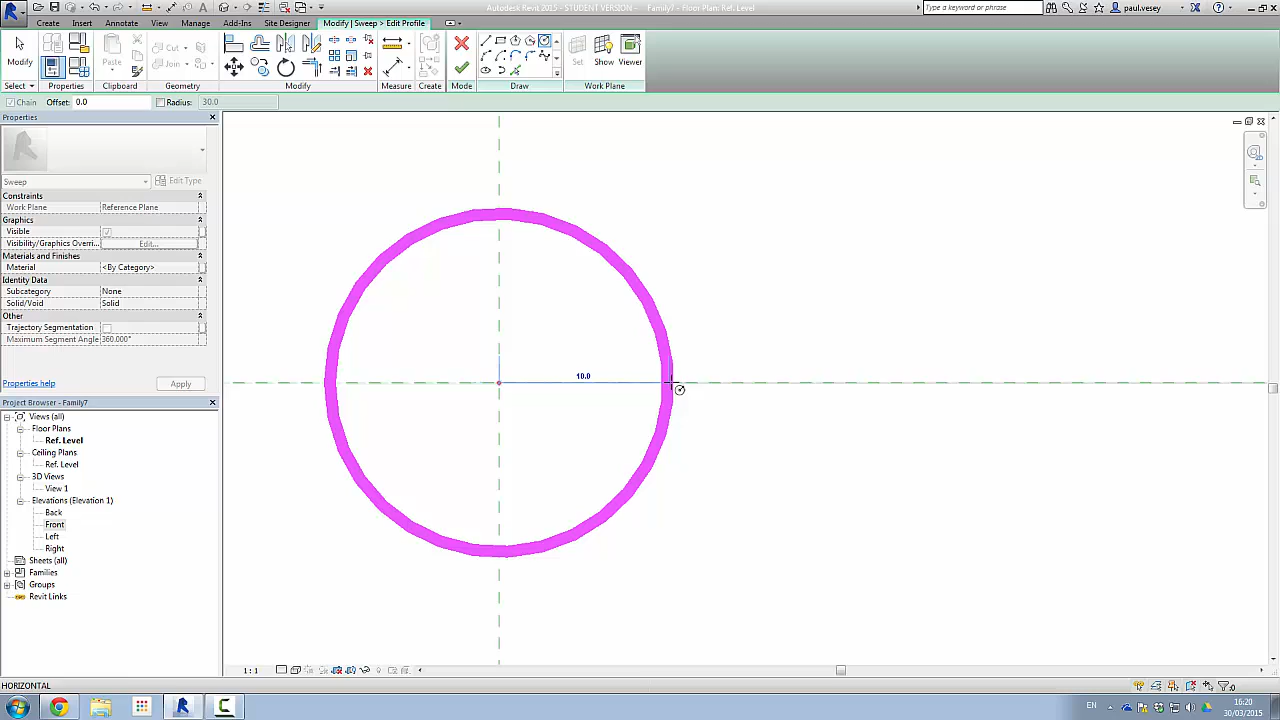 Autodesk Revit 2015 - STUDENT VERSION - Family7 - Floor Plan: Ref. Level
Type a keyword or phrase
paul.vesey
Create Insert Annotate View Manage Add-Ins Site Designer Modify | Sweep > Edit Profile
Modify Paste Cut Join Set Show Viewer
Select Properties Clipboard Geometry Modify Measure Create Mode Draw Work Plane
Chain Offset: 0.0 Radius: 30.0
Properties
Sweep Edit Type
Constraints
Work Plane Reference Plane
Graphics
Visible
Visibility/Graphics Overri... Edit...
Materials and Finishes
Material <By Category>
Identity Data
Subcategory None
Solid/Void Solid
Other
Trajectory Segmentation
Maximum Segment Angle 360.000°
Properties help Apply
Project Browser - Family7
Views (all)
Floor Plans
Ref. Level
Ceiling Plans
Ref. Level
3D Views
View 1
Elevations (Elevation 1)
Back
Front
Left
Right
Sheets (all)
Families
Groups
Revit Links
10.0
1 : 1
HORIZONTAL
:0
EN
16:20
30/03/2015